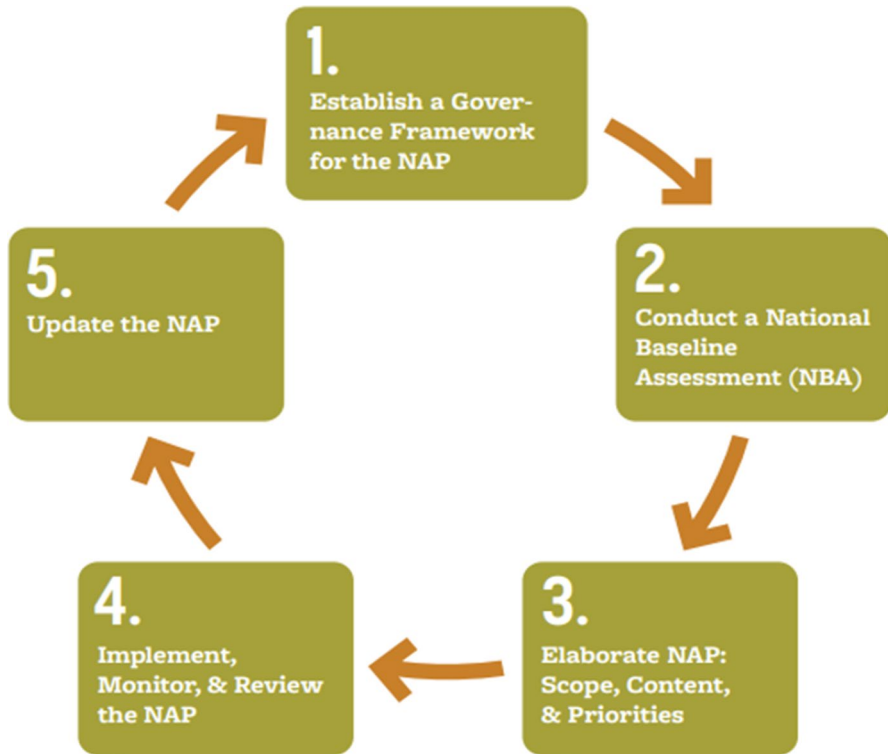 1.
Establish a Gover-
nance Framework
for the NAP
2.
Conduct a National
Baseline
Assessment (NBA)
3.
Elaborate NAP:
Scope, Content,
& Priorities
4.
Implement,
Monitor, & Review
the NAP
5.
Update the NAP